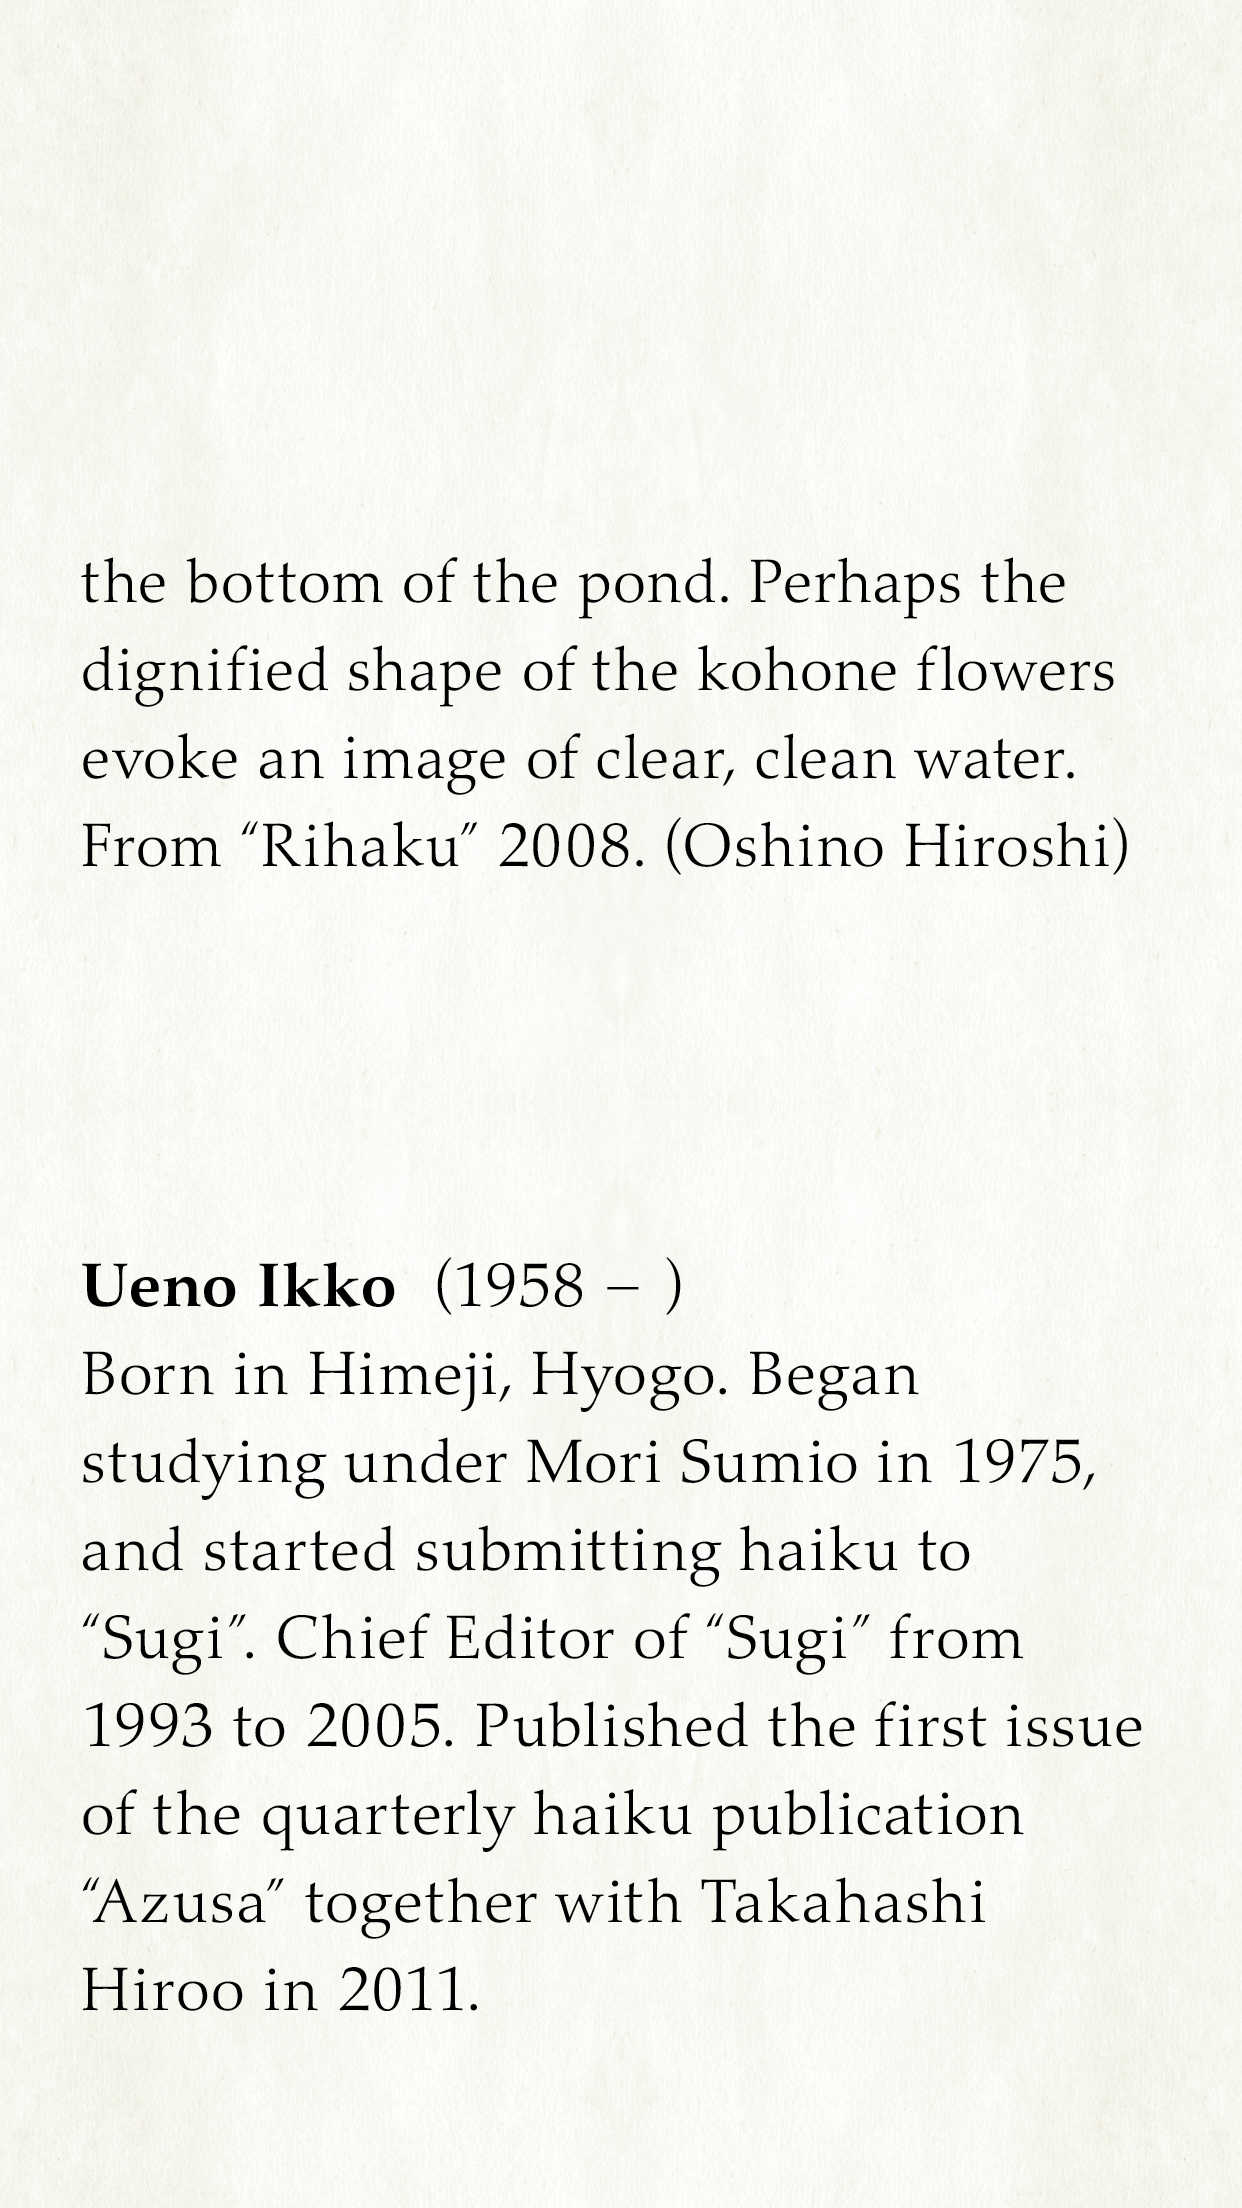 the bottom of the pond. Perhaps the
dignified shape of the kohone flowers
evoke an image of clear, clean water.
From “Rihaku” 2008. (Oshino Hiroshi)
Ueno Ikko (1958 – )
Born in Himeji, Hyogo. Began
studying under Mori Sumio in 1975,
and started submitting haiku to
“Sugi”. Chief Editor of “Sugi” from
1993 to 2005. Published the first issue
of the quarterly haiku publication
“Azusa” together with Takahashi
Hiroo in 2011.